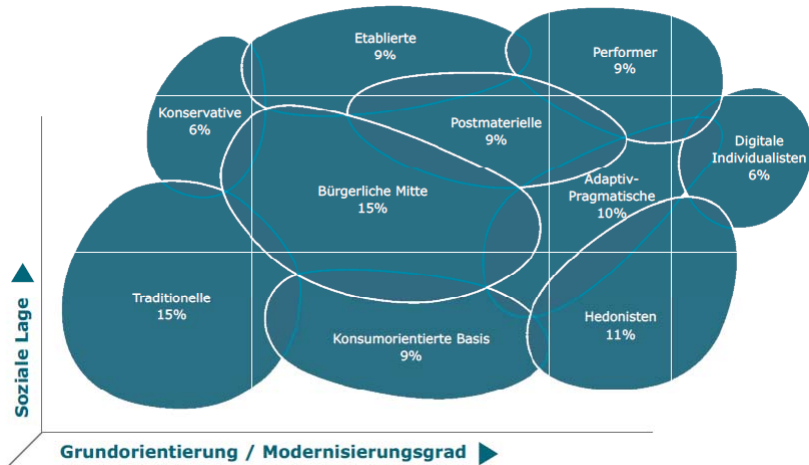 Etablierte
9%
Performer
9%
Konservative
6%
Postmaterielle
9%
Digitale
Individualisten
6%
Bürgerliche Mitte
15%
Adaptiv-
Pragmatische
10%
Traditionelle
15%
Konsumorientierte Basis
9%
Hedonisten
11%
Soziale Lage
Grundorientierung / Modernisierungsgrad